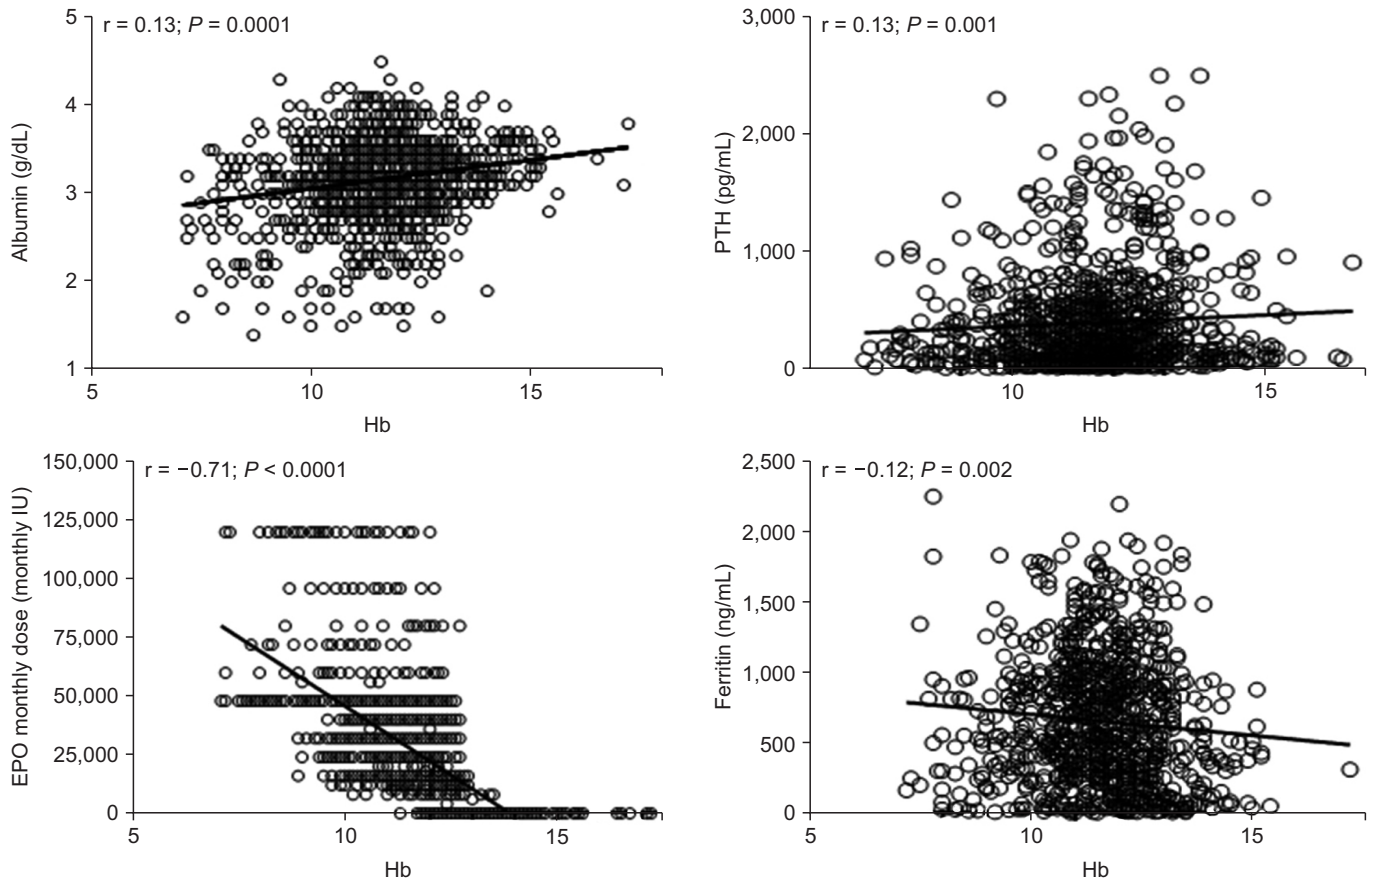 r = 0.13; P = 0.0001
Albumin (g/dL)
5
4
3
2
1
5
10
15
Hb
r = 0.13; P = 0.001
PTH (pg/mL)
3,000
2,000
1,000
0
10
15
Hb
r = −0.71; P < 0.0001
EPO monthly dose (monthly IU)
150,000
125,000
100,000
75,000
50,000
25,000
0
5
10
15
Hb
r = −0.12; P = 0.002
Ferritin (ng/mL)
2,500
2,000
1,500
1,000
500
0
5
10
15
Hb